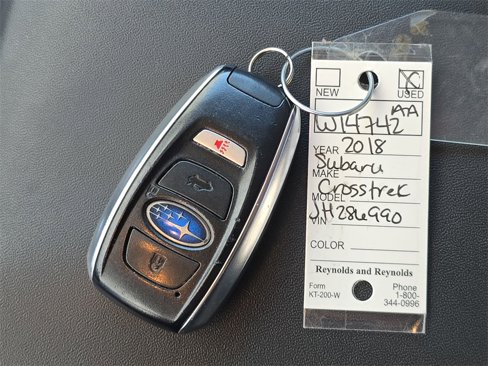 NEW USED
W14742 AA
YEAR 2018
MAKE Subaru
MODEL Crosstrek
VIN JH286990
COLOR
Reynolds and Reynolds
Form Phone
KT-200-W 1-800-
344-0996